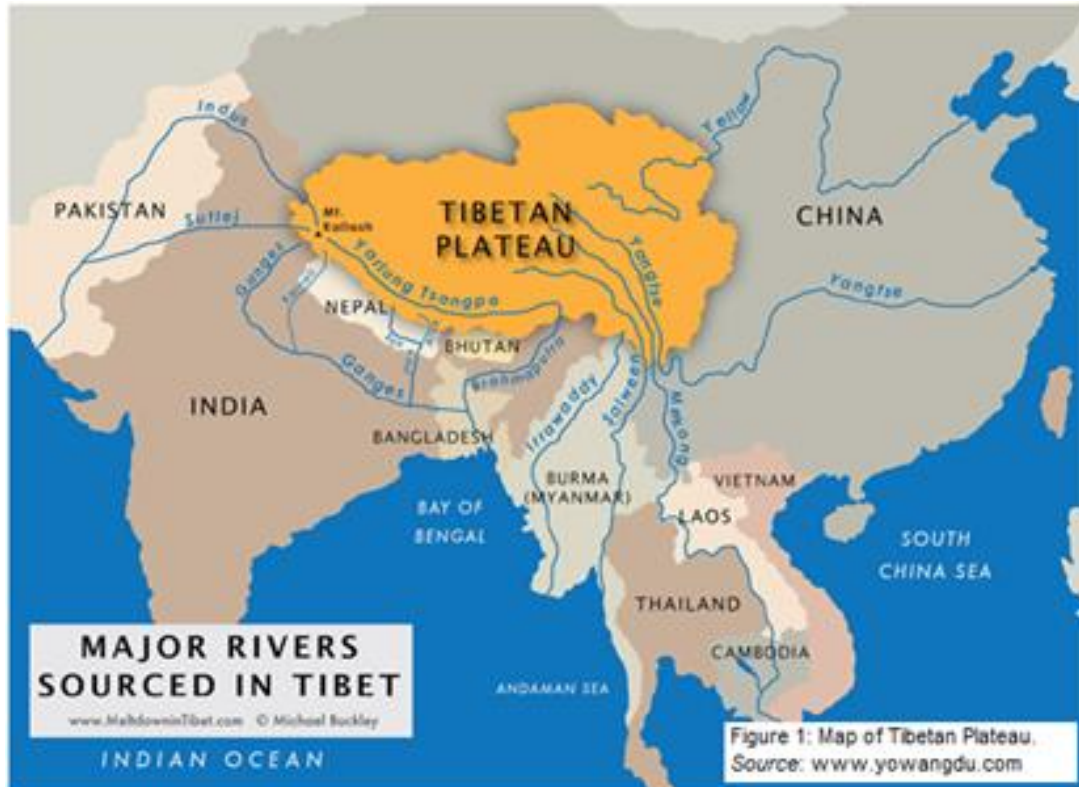 Indus
Yellow
PAKISTAN
Sutlej
Mt.
Kailash
TIBETAN
PLATEAU
CHINA
Ganges
Yarlung Tsangpo
Yangtse
Yangtse
NEPAL
BHUTAN
Brahmaputra
Ganges
INDIA
BANGLADESH
Irrawaddy
Salween
Mekong
BURMA
(MYANMAR)
VIETNAM
LAOS
BAY OF
BENGAL
SOUTH
CHINA SEA
THAILAND
CAMBODIA
ANDAMAN SEA
MAJOR RIVERS
SOURCED IN TIBET
www.MeltdowninTibet.com © Michael Buckley
INDIAN OCEAN
Figure 1: Map of Tibetan Plateau.
Source: www.yowangdu.com